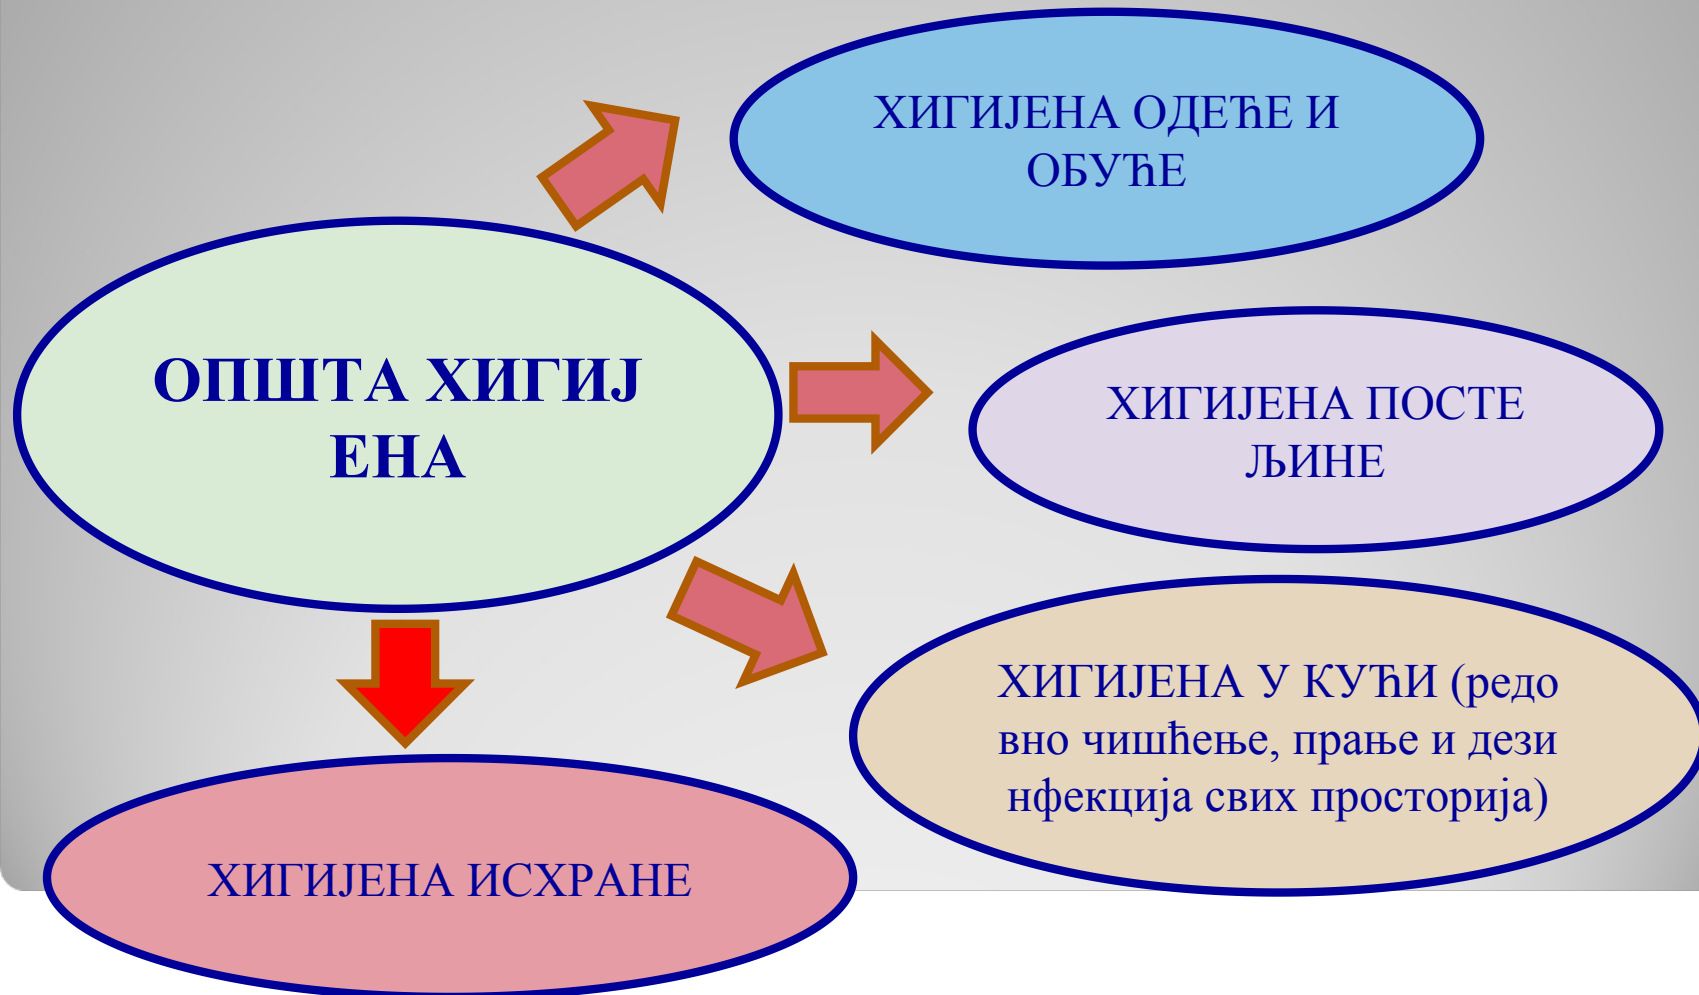 ХИГИЈЕНА ОДЕЋЕ И
ОБУЋЕ
ОПШТА ХИГИЈ
ЕНА
ХИГИЈЕНА ПОСТЕ
ЉИНЕ
ХИГИЈЕНА У КУЋИ (редо
вно чишћење, прање и дези
нфекција свих просторија)
ХИГИЈЕНА ИСХРАНЕ